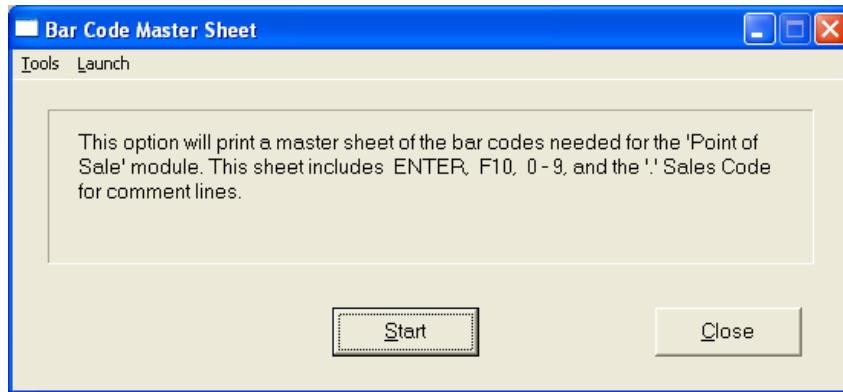 Bar Code Master Sheet
Tools Launch
This option will print a master sheet of the bar codes needed for the 'Point of
Sale' module. This sheet includes ENTER, F10, 0 - 9, and the '.' Sales Code
for comment lines.
Start Close